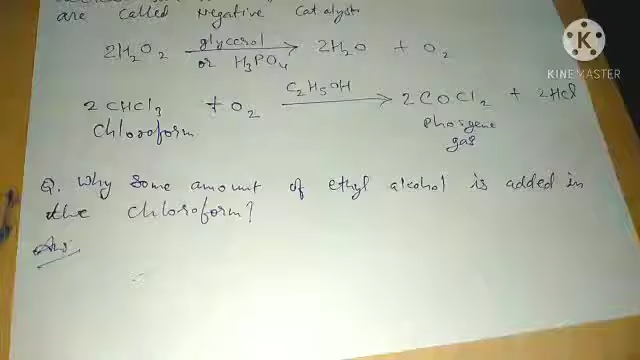 are called Negative Catalyst
2H₂O₂ glycerol or H₃PO₄ → 2H₂O + O₂
2CHCl₃ + O₂ C₂H₅OH → 2COCl₂ + 2HCl
Chloroform phosgene gas
Q. Why some amount of ethyl alcohol is added in
the chloroform?
Ans.
K
KINEMASTER